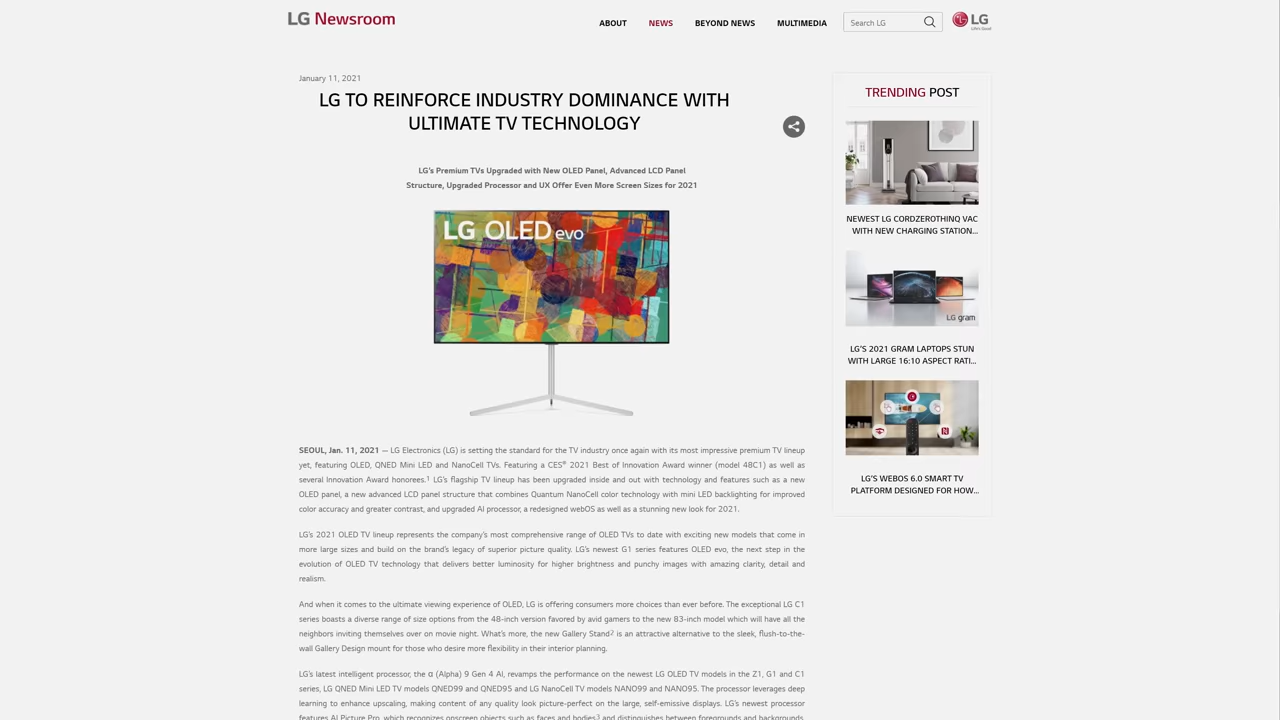 LG Newsroom
ABOUT NEWS BEYOND NEWS MULTIMEDIA Search LG LG
Life's Good
January 11, 2021
LG TO REINFORCE INDUSTRY DOMINANCE WITH
ULTIMATE TV TECHNOLOGY
LG's Premium TVs Upgraded with New OLED Panel, Advanced LCD Panel
Structure, Upgraded Processor and UX Offer Even More Screen Sizes for 2021
LG OLED evo
SEOUL, Jan. 11, 2021 — LG Electronics (LG) is setting the standard for the TV industry once again with its most impressive premium TV lineup
yet, featuring OLED, QNED Mini LED and NanoCell TVs. Featuring a CES® 2021 Best of Innovation Award winner (model 48C1) as well as
several Innovation Award honorees.1 LG's flagship TV lineup has been upgraded inside and out with technology and features such as a new
OLED panel, a new advanced LCD panel structure that combines Quantum NanoCell color technology with mini LED backlighting for improved
color accuracy and greater contrast, and upgraded AI processor, a redesigned webOS as well as a stunning new look for 2021.
LG's 2021 OLED TV lineup represents the company's most comprehensive range of OLED TVs to date with exciting new models that come in
more large sizes and build on the brand's legacy of superior picture quality. LG's newest G1 series features OLED evo, the next step in the
evolution of OLED TV technology that delivers better luminosity for higher brightness and punchy images with amazing clarity, detail and
realism.
And when it comes to the ultimate viewing experience of OLED, LG is offering consumers more choices than ever before. The exceptional LG C1
series boasts a diverse range of size options from the 48-inch version favored by avid gamers to the new 83-inch model which will have all the
neighbors inviting themselves over on movie night. What's more, the new Gallery Stand2 is an attractive alternative to the sleek, flush-to-the-
wall Gallery Design mount for those who desire more flexibility in their interior planning.
LG's latest intelligent processor, the α (Alpha) 9 Gen 4 AI, revamps the performance on the newest LG OLED TV models in the Z1, G1 and C1
series, LG QNED Mini LED TV models QNED99 and QNED95 and LG NanoCell TV models NANO99 and NANO95. The processor leverages deep
learning to enhance upscaling, making content of any quality look picture-perfect on the large, self-emissive displays. LG's newest processor
features AI Picture Pro, which recognizes onscreen objects such as faces and bodies3 and distinguishes between foregrounds and backgrounds,
TRENDING POST
NEWEST LG CORDZEROTHINQ VAC
WITH NEW CHARGING STATION...
LG gram
LG'S 2021 GRAM LAPTOPS STUN
WITH LARGE 16:10 ASPECT RATI...
LG'S WEBOS 6.0 SMART TV
PLATFORM DESIGNED FOR HOW...